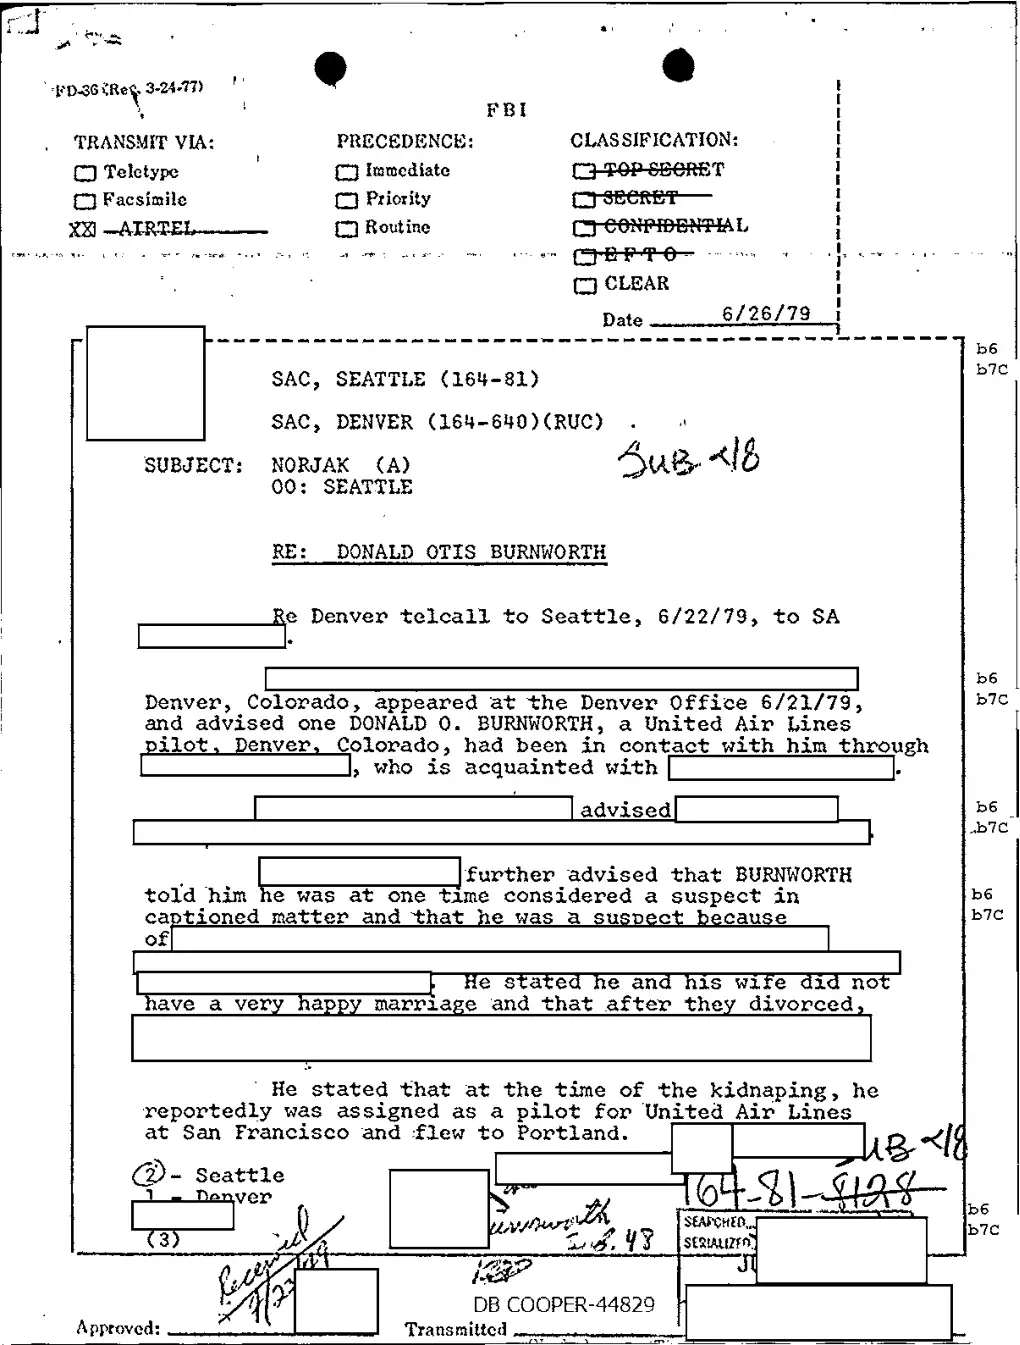 FD-36 (Rev. 3-24-77)
FBI
TRANSMIT VIA: PRECEDENCE: CLASSIFICATION:
Teletype Immediate TOP SECRET
Facsimile Priority SECRET
XX AIRTEL Routine CONFIDENTIAL
E F T O
CLEAR
Date 6/26/79
b6
b7C
SAC, SEATTLE (164-81)
SAC, DENVER (164-640)(RUC)
SUB
SUBJECT: NORJAK (A)
OO: SEATTLE
RE: DONALD OTIS BURNWORTH
Re Denver telcall to Seattle, 6/22/79, to SA
.
b6
Denver, Colorado, appeared at the Denver Office 6/21/79, b7C
and advised one DONALD O. BURNWORTH, a United Air Lines
pilot, Denver, Colorado, had been in contact with him through
, who is acquainted with .
advised b6
. b7C
further advised that BURNWORTH
told him he was at one time considered a suspect in b6
captioned matter and that he was a suspect because b7C
of
. He stated he and his wife did not
have a very happy marriage and that after they divorced,
He stated that at the time of the kidnaping, he
reportedly was assigned as a pilot for United Air Lines
at San Francisco and flew to Portland.
SUB
2 - Seattle
1 - Denver
164-81-8128
(3)
b6
b7C
SEARCHED
SERIALIZED
Burnworth
Received
DB COOPER-44829
Approved: Transmitted